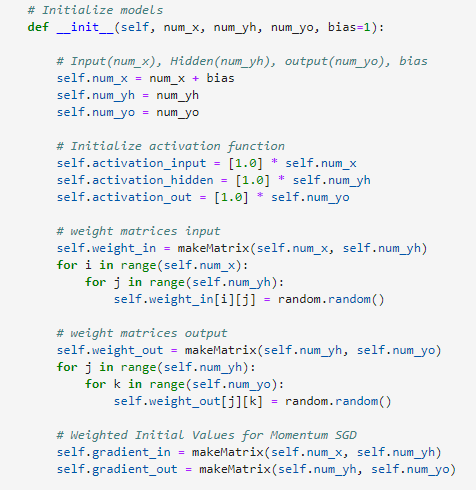 # Initialize models
def __init__(self, num_x, num_yh, num_yo, bias=1):
# Input(num_x), Hidden(num_yh), output(num_yo), bias
self.num_x = num_x + bias
self.num_yh = num_yh
self.num_yo = num_yo
# Initialize activation function
self.activation_input = [1.0] * self.num_x
self.activation_hidden = [1.0] * self.num_yh
self.activation_out = [1.0] * self.num_yo
# weight matrices input
self.weight_in = makeMatrix(self.num_x, self.num_yh)
for i in range(self.num_x):
for j in range(self.num_yh):
self.weight_in[i][j] = random.random()
# weight matrices output
self.weight_out = makeMatrix(self.num_yh, self.num_yo)
for j in range(self.num_yh):
for k in range(self.num_yo):
self.weight_out[j][k] = random.random()
# Weighted Initial Values for Momentum SGD
self.gradient_in = makeMatrix(self.num_x, self.num_yh)
self.gradient_out = makeMatrix(self.num_yh, self.num_yo)